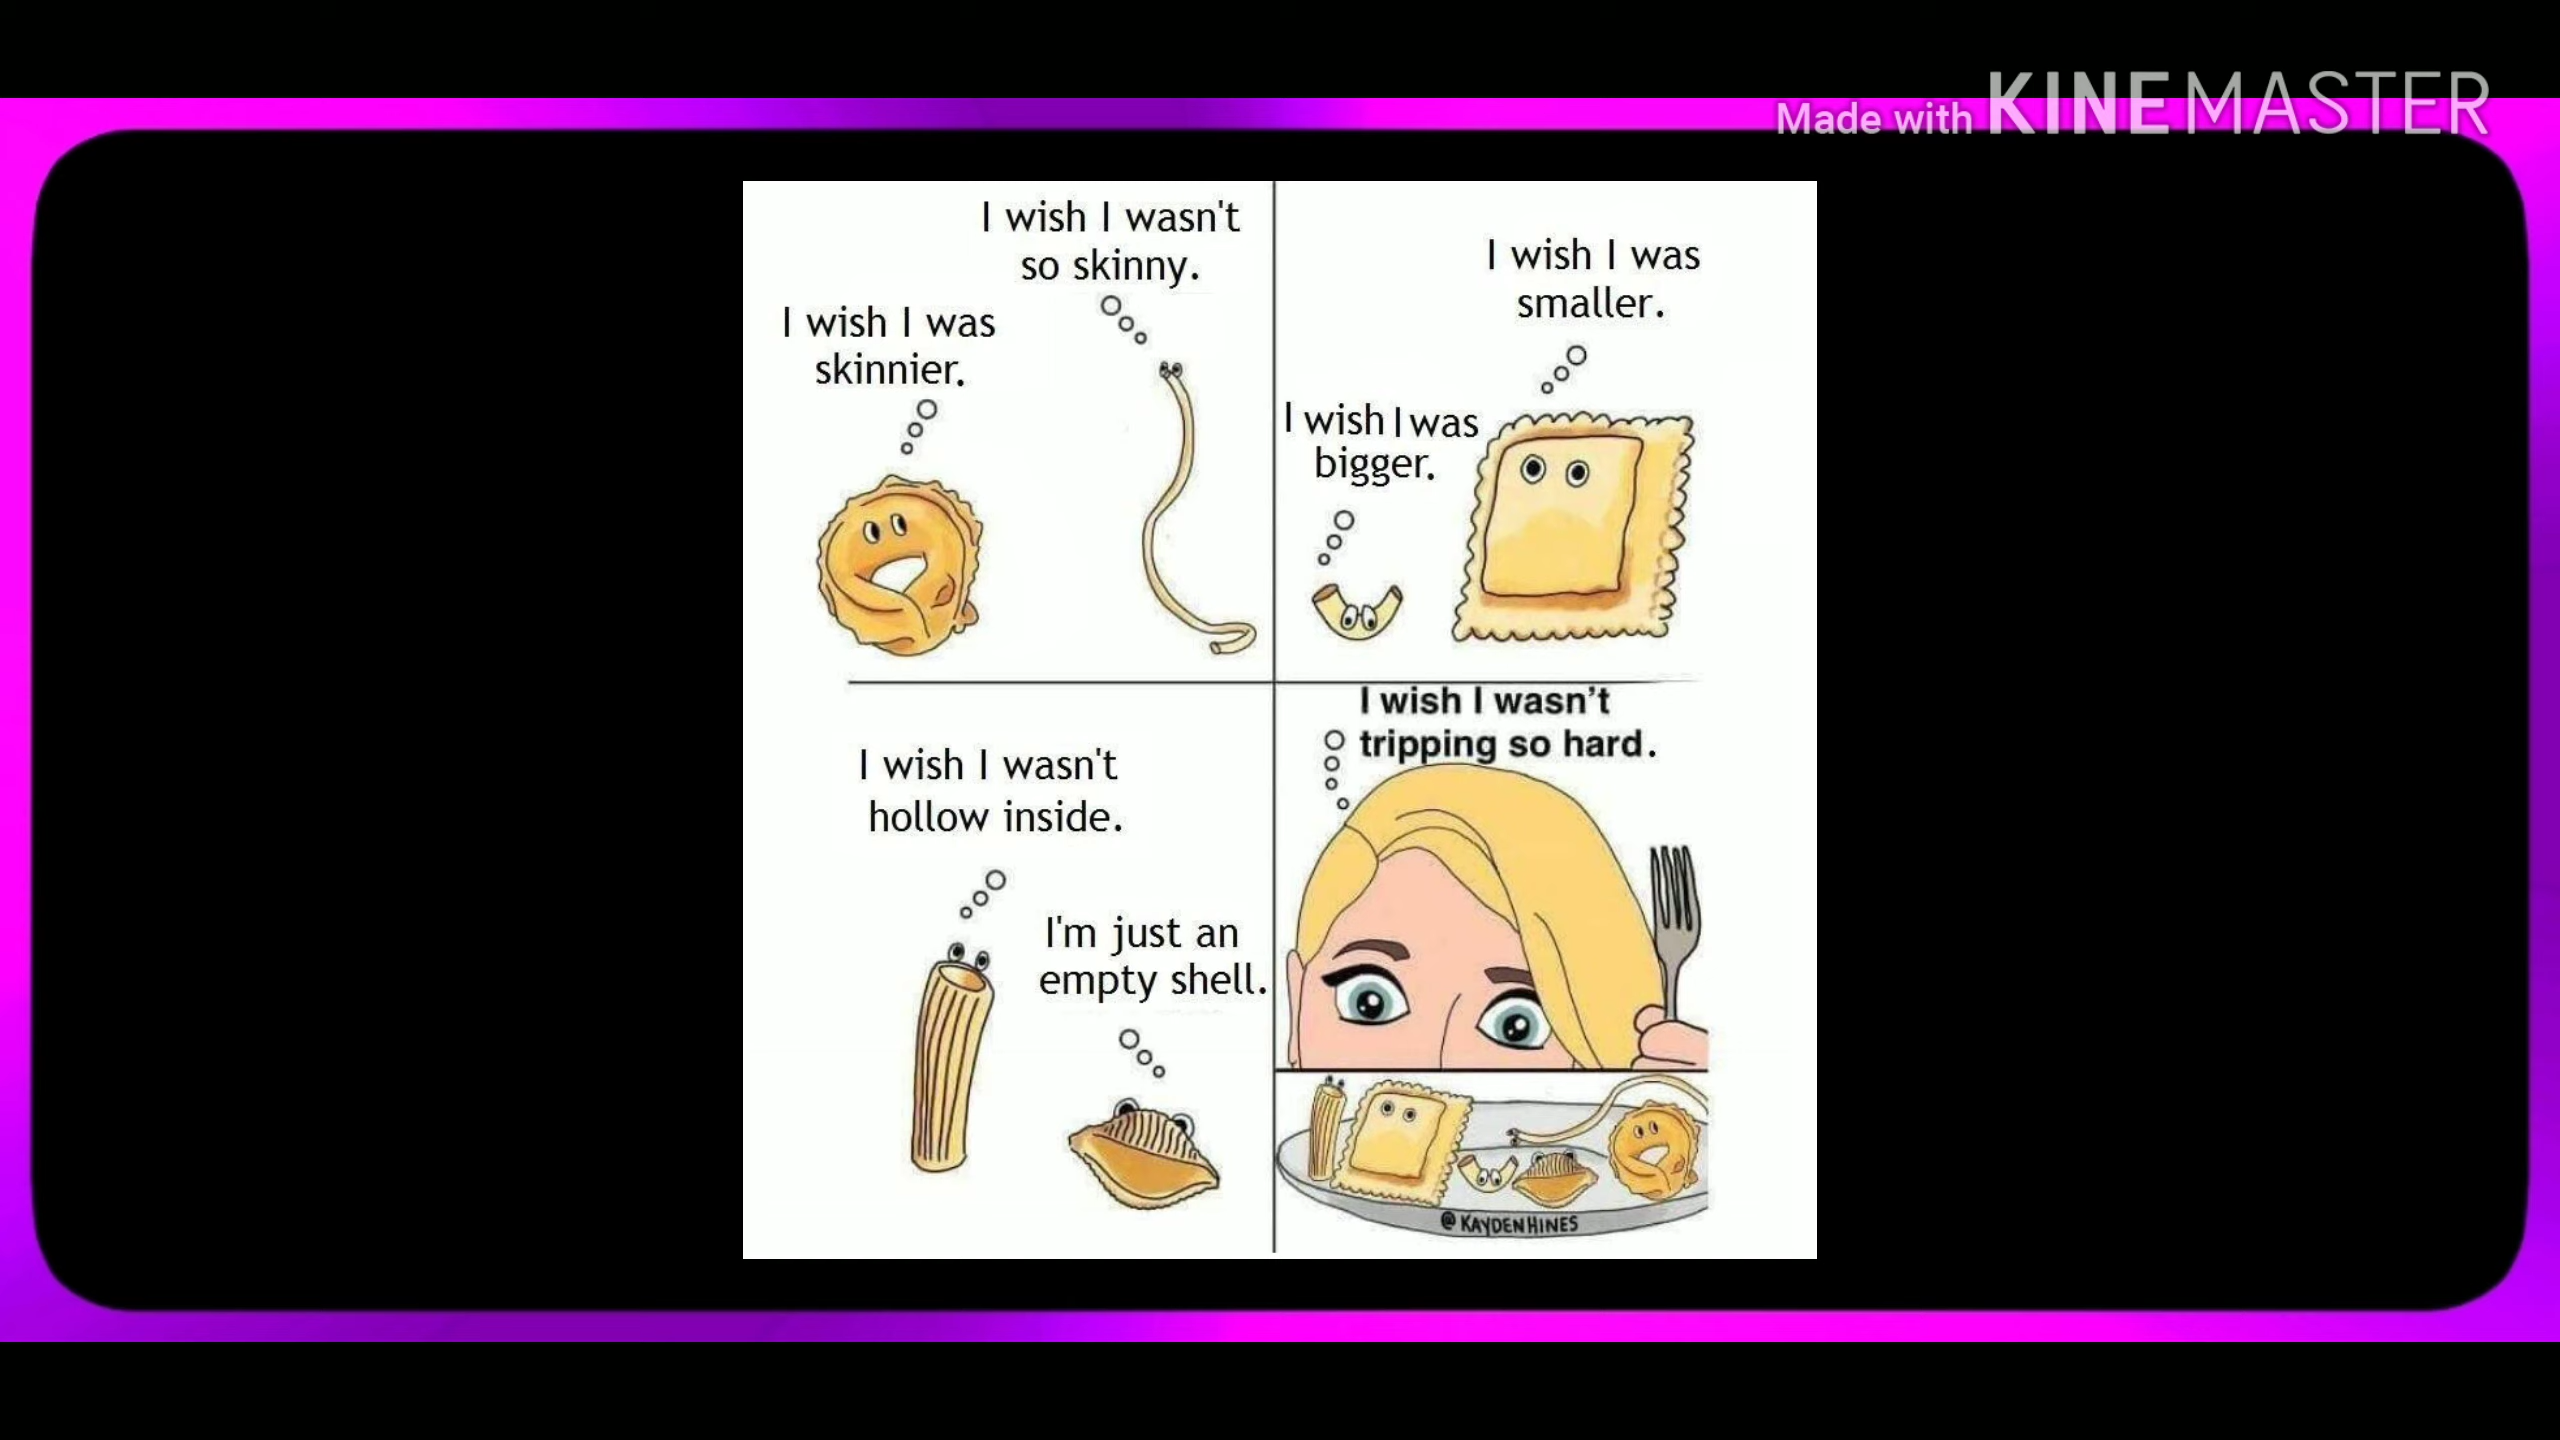 Made with KINEMASTER
I wish I wasn't
so skinny.
I wish I was
skinnier.
I wish I was
smaller.
I wish I was
bigger.
I wish I wasn't
hollow inside.
I'm just an
empty shell.
I wish I wasn't
tripping so hard.
@KAYDENHINES